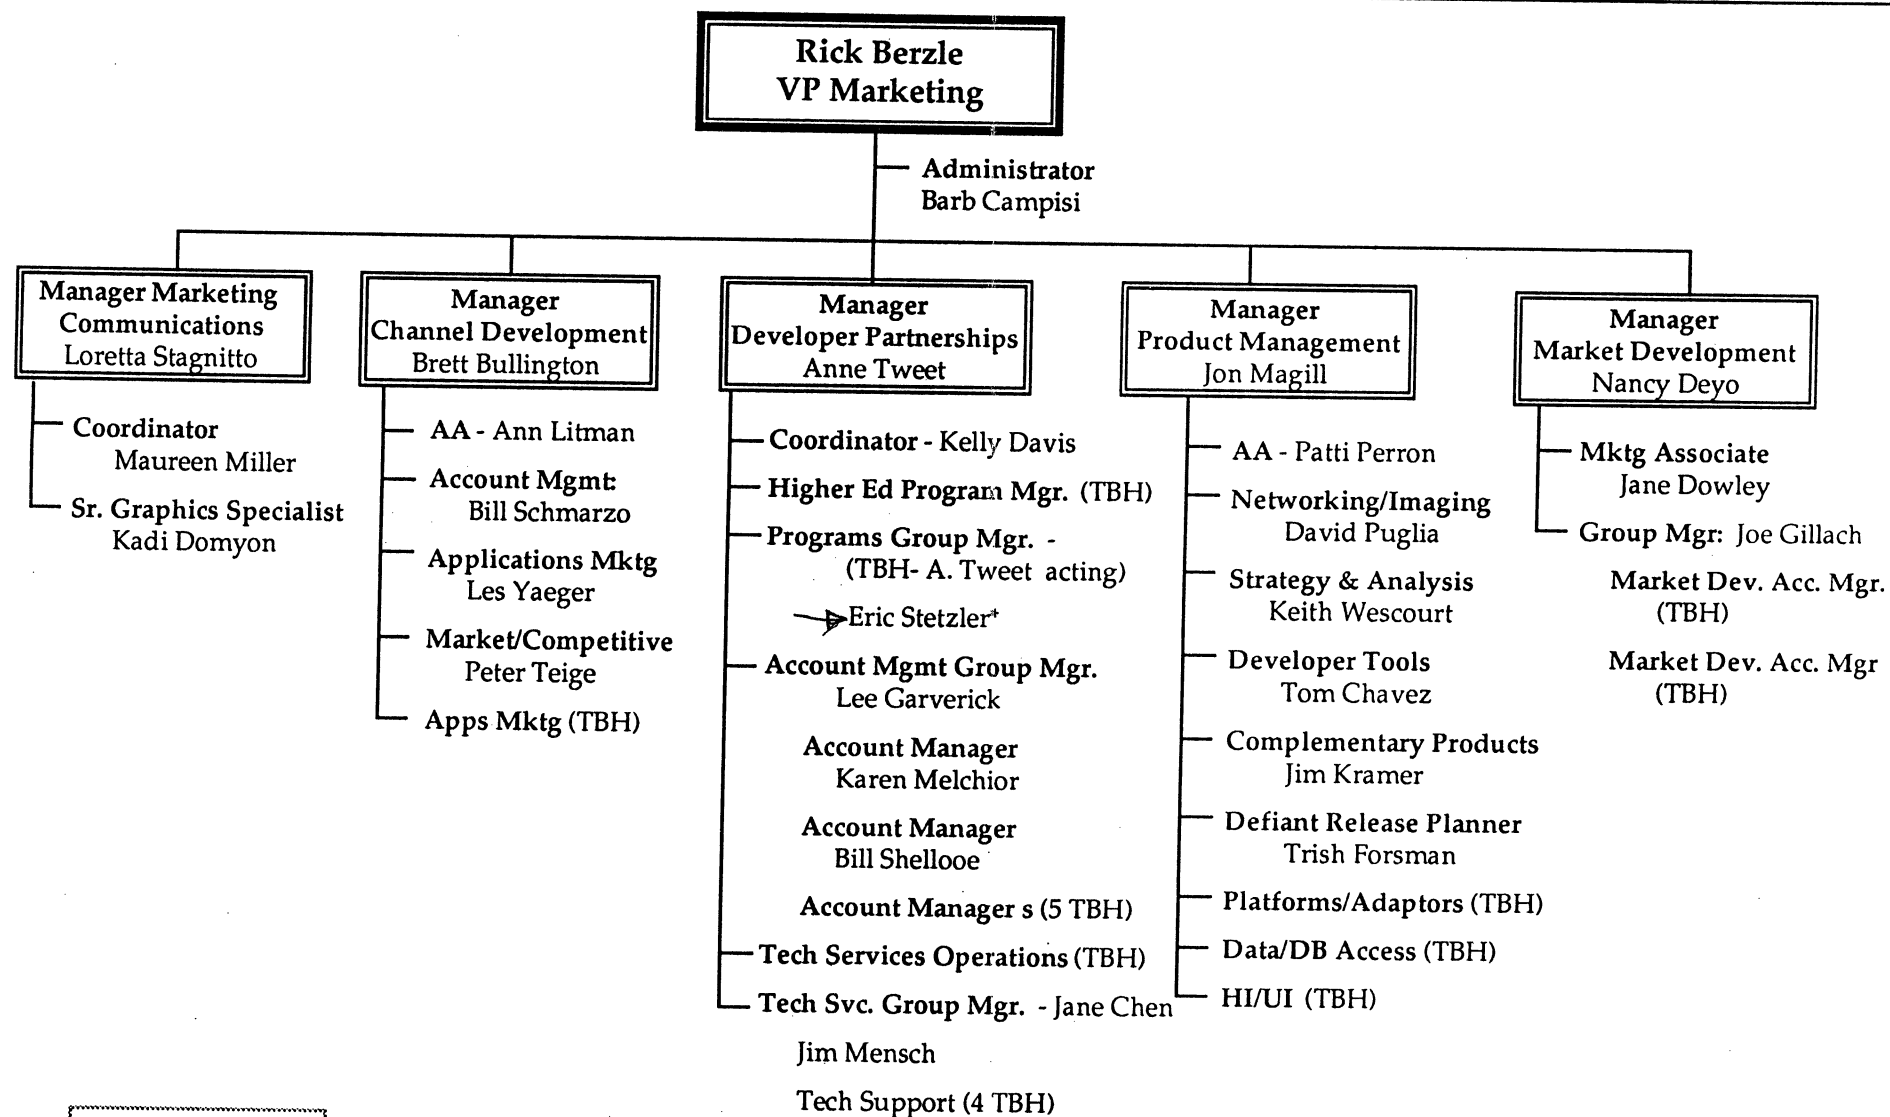 Rick Berzle
VP Marketing
Administrator
Barb Campisi
Manager Marketing
Communications
Loretta Stagnitto
Coordinator
Maureen Miller
Sr. Graphics Specialist
Kadi Domyon
Manager
Channel Development
Brett Bullington
AA - Ann Litman
Account Mgmt:
Bill Schmarzo
Applications Mktg
Les Yaeger
Market/Competitive
Peter Teige
Apps Mktg (TBH)
Manager
Developer Partnerships
Anne Tweet
Coordinator - Kelly Davis
Higher Ed Program Mgr. (TBH)
Programs Group Mgr. -
(TBH- A. Tweet acting)
Eric Stetzler*
Account Mgmt Group Mgr.
Lee Garverick
Account Manager
Karen Melchior
Account Manager
Bill Shellooe
Account Manager s (5 TBH)
Tech Services Operations (TBH)
Tech Svc. Group Mgr. - Jane Chen
Jim Mensch
Tech Support (4 TBH)
Manager
Product Management
Jon Magill
AA - Patti Perron
Networking/Imaging
David Puglia
Strategy & Analysis
Keith Wescourt
Developer Tools
Tom Chavez
Complementary Products
Jim Kramer
Defiant Release Planner
Trish Forsman
Platforms/Adaptors (TBH)
Data/DB Access (TBH)
HI/UI (TBH)
Manager
Market Development
Nancy Deyo
Mktg Associate
Jane Dowley
Group Mgr: Joe Gillach
Market Dev. Acc. Mgr.
(TBH)
Market Dev. Acc. Mgr
(TBH)